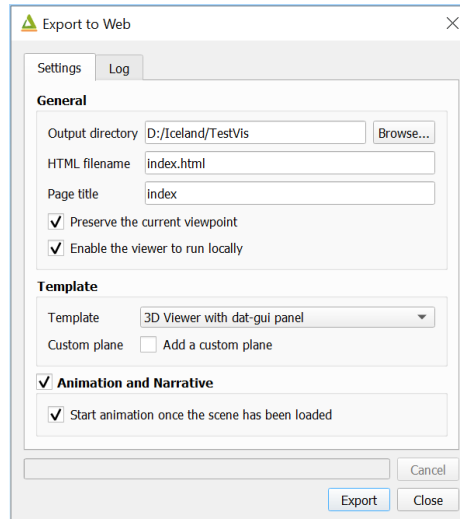 Export to Web
Settings Log
General
Output directory D:/Iceland/TestVis Browse...
HTML filename index.html
Page title index
Preserve the current viewpoint
Enable the viewer to run locally
Template
Template 3D Viewer with dat-gui panel
Custom plane Add a custom plane
Animation and Narrative
Start animation once the scene has been loaded
Cancel
Export Close